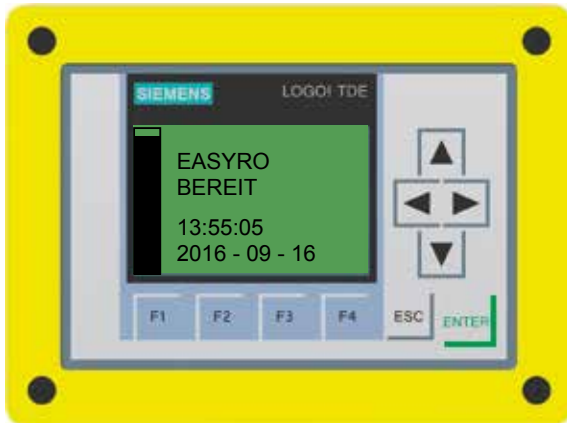 SIEMENS LOGO! TDE
EASYRO
BEREIT
13:55:05
2016 - 09 - 16
F1 F2 F3 F4 ESC ENTER